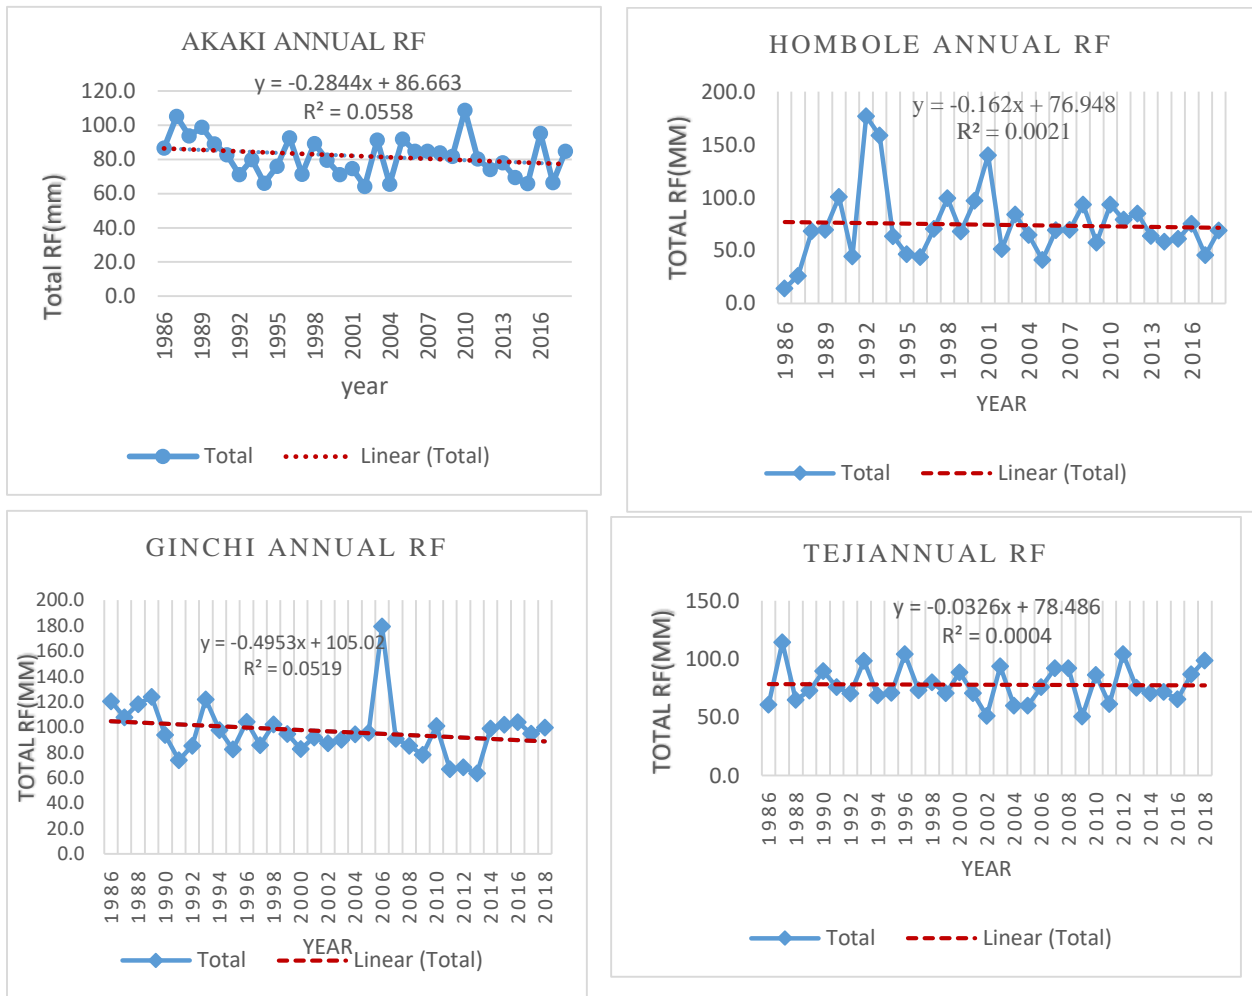 AKAKI ANNUAL RF
y = -0.2844x + 86.663
R² = 0.0558
120.0
100.0
80.0
60.0
40.0
20.0
0.0
Total RF(mm)
1986 1989 1992 1995 1998 2001 2004 2007 2010 2013 2016
year
Total Linear (Total)
HOMBOLE ANNUAL RF
y = -0.162x + 76.948
R² = 0.0021
200.0
150.0
100.0
50.0
0.0
TOTAL RF(MM)
1986 1989 1992 1995 1998 2001 2004 2007 2010 2013 2016
YEAR
Total Linear (Total)
GINCHI ANNUAL RF
y = -0.4953x + 105.02
R² = 0.0519
200.0
180.0
160.0
140.0
120.0
100.0
80.0
60.0
40.0
20.0
0.0
TOTAL RF(MM)
1986 1988 1990 1992 1994 1996 1998 2000 2002 2004 2006 2008 2010 2012 2014 2016 2018
YEAR
Total Linear (Total)
TEJIANNUAL RF
y = -0.0326x + 78.486
R² = 0.0004
150.0
100.0
50.0
0.0
TOTAL RF(MM)
1986 1988 1990 1992 1994 1996 1998 2000 2002 2004 2006 2008 2010 2012 2014 2016 2018
YEAR
Total Linear (Total)